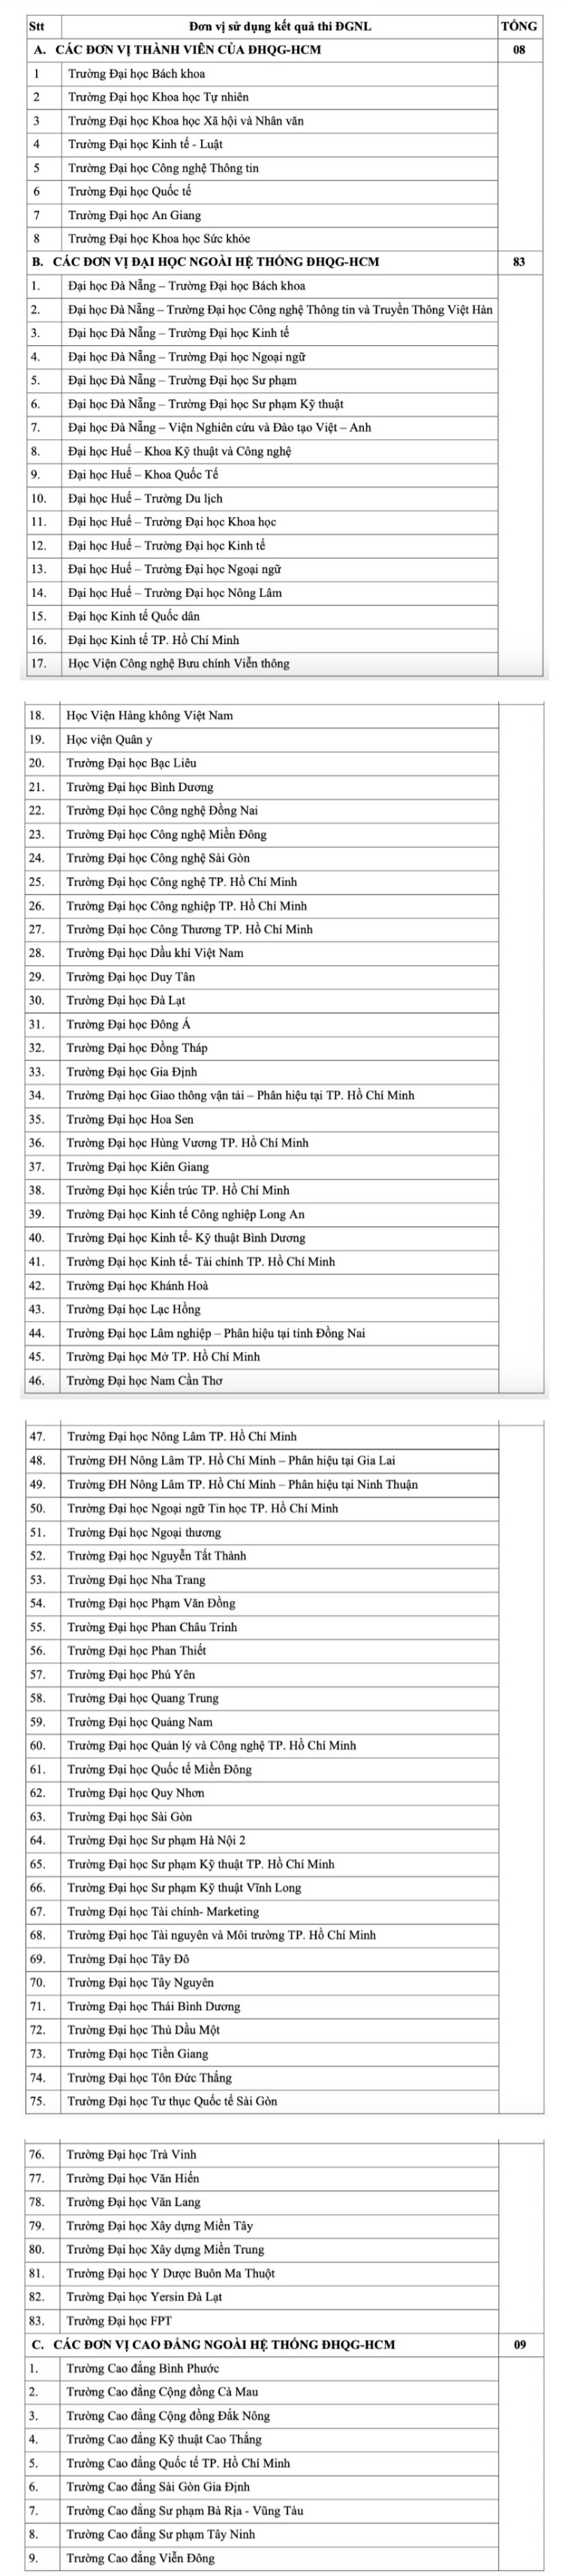 Stt Đơn vị sử dụng kết quả thi ĐGNL TỔNG
A. CÁC ĐƠN VỊ THÀNH VIÊN CỦA ĐHQG-HCM 08
1 Trường Đại học Bách khoa
2 Trường Đại học Khoa học Tự nhiên
3 Trường Đại học Khoa học Xã hội và Nhân văn
4 Trường Đại học Kinh tế - Luật
5 Trường Đại học Công nghệ Thông tin
6 Trường Đại học Quốc tế
7 Trường Đại học An Giang
8 Trường Đại học Khoa học Sức khỏe
B. CÁC ĐƠN VỊ ĐẠI HỌC NGOÀI HỆ THỐNG ĐHQG-HCM 83
1. Đại học Đà Nẵng – Trường Đại học Bách khoa
2. Đại học Đà Nẵng – Trường Đại học Công nghệ Thông tin và Truyền Thông Việt Hàn
3. Đại học Đà Nẵng – Trường Đại học Kinh tế
4. Đại học Đà Nẵng – Trường Đại học Ngoại ngữ
5. Đại học Đà Nẵng – Trường Đại học Sư phạm
6. Đại học Đà Nẵng – Trường Đại học Sư phạm Kỹ thuật
7. Đại học Đà Nẵng – Viện Nghiên cứu và Đào tạo Việt – Anh
8. Đại học Huế – Khoa Kỹ thuật và Công nghệ
9. Đại học Huế – Khoa Quốc Tế
10. Đại học Huế – Trường Du lịch
11. Đại học Huế – Trường Đại học Khoa học
12. Đại học Huế – Trường Đại học Kinh tế
13. Đại học Huế – Trường Đại học Ngoại ngữ
14. Đại học Huế – Trường Đại học Nông Lâm
15. Đại học Kinh tế Quốc dân
16. Đại học Kinh tế TP. Hồ Chí Minh
17. Học Viện Công nghệ Bưu chính Viễn thông
18. Học Viện Hàng không Việt Nam
19. Học viện Quân y
20. Trường Đại học Bạc Liêu
21. Trường Đại học Bình Dương
22. Trường Đại học Công nghệ Đồng Nai
23. Trường Đại học Công nghệ Miền Đông
24. Trường Đại học Công nghệ Sài Gòn
25. Trường Đại học Công nghệ TP. Hồ Chí Minh
26. Trường Đại học Công nghiệp TP. Hồ Chí Minh
27. Trường Đại học Công Thương TP. Hồ Chí Minh
28. Trường Đại học Dầu khí Việt Nam
29. Trường Đại học Duy Tân
30. Trường Đại học Đà Lạt
31. Trường Đại học Đông Á
32. Trường Đại học Đồng Tháp
33. Trường Đại học Gia Định
34. Trường Đại học Giao thông vận tải – Phân hiệu tại TP. Hồ Chí Minh
35. Trường Đại học Hoa Sen
36. Trường Đại học Hùng Vương TP. Hồ Chí Minh
37. Trường Đại học Kiên Giang
38. Trường Đại học Kiến trúc TP. Hồ Chí Minh
39. Trường Đại học Kinh tế Công nghiệp Long An
40. Trường Đại học Kinh tế- Kỹ thuật Bình Dương
41. Trường Đại học Kinh tế- Tài chính TP. Hồ Chí Minh
42. Trường Đại học Khánh Hoà
43. Trường Đại học Lạc Hồng
44. Trường Đại học Lâm nghiệp – Phân hiệu tại tỉnh Đồng Nai
45. Trường Đại học Mở TP. Hồ Chí Minh
46. Trường Đại học Nam Cần Thơ
47. Trường Đại học Nông Lâm TP. Hồ Chí Minh
48. Trường ĐH Nông Lâm TP. Hồ Chí Minh – Phân hiệu tại Gia Lai
49. Trường ĐH Nông Lâm TP. Hồ Chí Minh – Phân hiệu tại Ninh Thuận
50. Trường Đại học Ngoại ngữ Tin học TP. Hồ Chí Minh
51. Trường Đại học Ngoại thương
52. Trường Đại học Nguyễn Tất Thành
53. Trường Đại học Nha Trang
54. Trường Đại học Phạm Văn Đồng
55. Trường Đại học Phan Châu Trinh
56. Trường Đại học Phan Thiết
57. Trường Đại học Phú Yên
58. Trường Đại học Quang Trung
59. Trường Đại học Quảng Nam
60. Trường Đại học Quản lý và Công nghệ TP. Hồ Chí Minh
61. Trường Đại học Quốc tế Miền Đông
62. Trường Đại học Quy Nhơn
63. Trường Đại học Sài Gòn
64. Trường Đại học Sư phạm Hà Nội 2
65. Trường Đại học Sư phạm Kỹ thuật TP. Hồ Chí Minh
66. Trường Đại học Sư phạm Kỹ thuật Vĩnh Long
67. Trường Đại học Tài chính- Marketing
68. Trường Đại học Tài nguyên và Môi trường TP. Hồ Chí Minh
69. Trường Đại học Tây Đô
70. Trường Đại học Tây Nguyên
71. Trường Đại học Thái Bình Dương
72. Trường Đại học Thủ Dầu Một
73. Trường Đại học Tiền Giang
74. Trường Đại học Tôn Đức Thắng
75. Trường Đại học Tư thục Quốc tế Sài Gòn
76. Trường Đại học Trà Vinh
77. Trường Đại học Văn Hiến
78. Trường Đại học Văn Lang
79. Trường Đại học Xây dựng Miền Tây
80. Trường Đại học Xây dựng Miền Trung
81. Trường Đại học Y Dược Buôn Ma Thuột
82. Trường Đại học Yersin Đà Lạt
83. Trường Đại học FPT
C. CÁC ĐƠN VỊ CAO ĐẲNG NGOÀI HỆ THỐNG ĐHQG-HCM 09
1. Trường Cao đẳng Bình Phước
2. Trường Cao đẳng Cộng đồng Cà Mau
3. Trường Cao đẳng Cộng đồng Đắk Nông
4. Trường Cao đẳng Kỹ thuật Cao Thắng
5. Trường Cao đẳng Quốc tế TP. Hồ Chí Minh
6. Trường Cao đẳng Sài Gòn Gia Định
7. Trường Cao đẳng Sư phạm Bà Rịa - Vũng Tàu
8. Trường Cao đẳng Sư phạm Tây Ninh
9. Trường Cao đẳng Viễn Đông